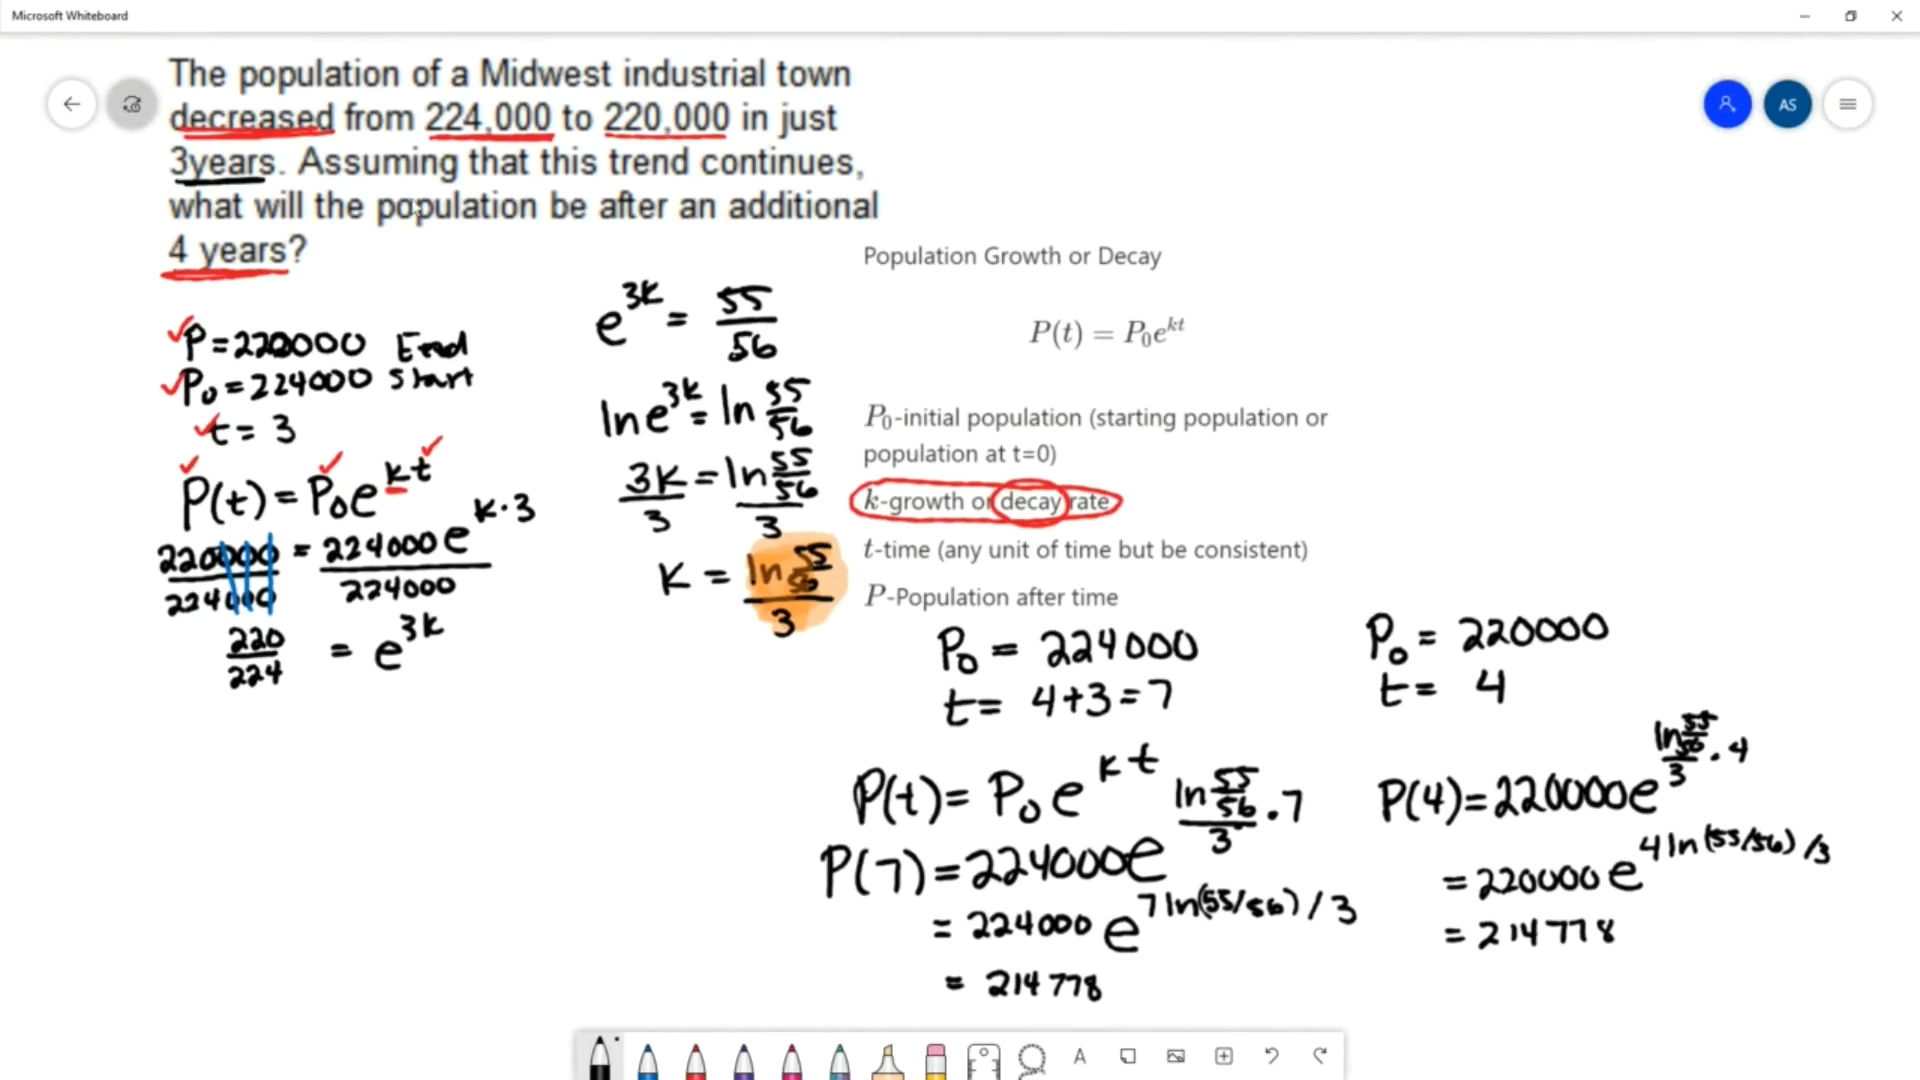 Microsoft Whiteboard
The population of a Midwest industrial town
decreased from 224,000 to 220,000 in just
3years. Assuming that this trend continues,
what will the population be after an additional
4 years?
AS
P = 220000 End
P₀ = 224000 Start
t = 3
P(t) = P₀e^{kt}
220000/224000 = 224000e^{k·3}/224000
220/224 = e^{3k}
e^{3k} = 55/56
ln e^{3k} = ln 55/56
3k/3 = ln 55/56 / 3
k = ln 55/56 / 3
Population Growth or Decay
P(t) = P₀e^{kt}
P₀-initial population (starting population or
population at t=0)
k-growth or decay rate
t-time (any unit of time but be consistent)
P-Population after time
P₀ = 224000
t = 4+3=7
P(t) = P₀e^{kt}
P(7) = 224000e^{ln 55/56 / 3 · 7}
= 224000 e^{7 ln(55/56)/3}
= 214778
P₀ = 220000
t = 4
P(4) = 220000e^{ln 55/56 / 3 · 4}
= 220000e^{4 ln(55/56)/3}
= 214778
A